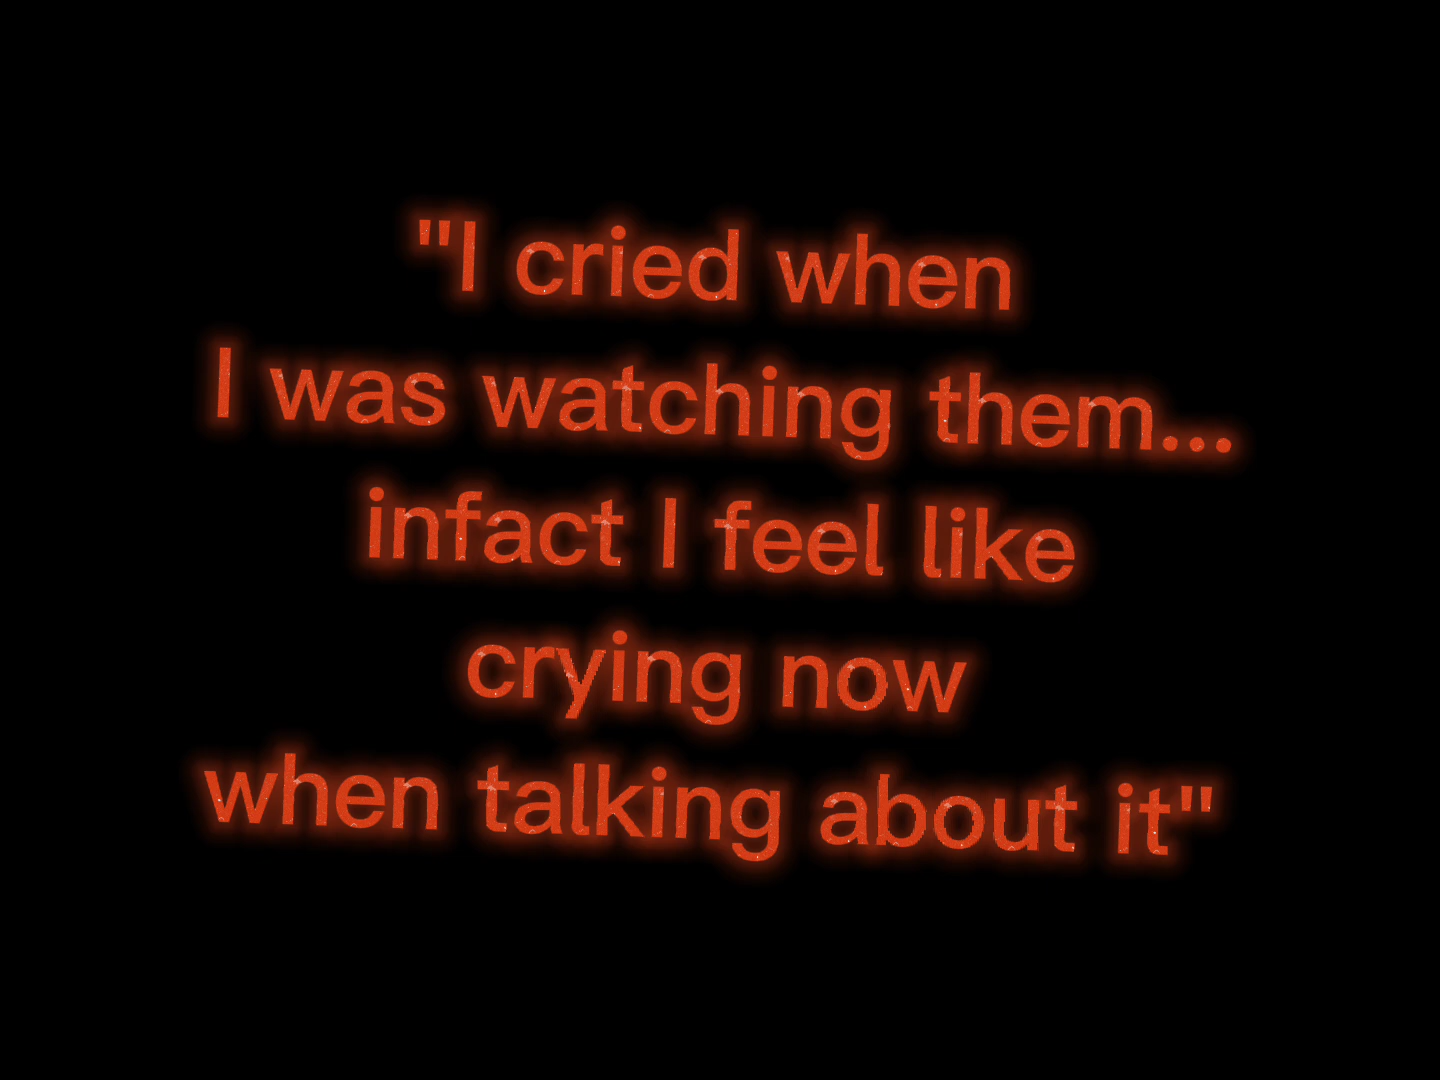 "I cried when
I was watching them...
infact I feel like
crying now
when talking about it"